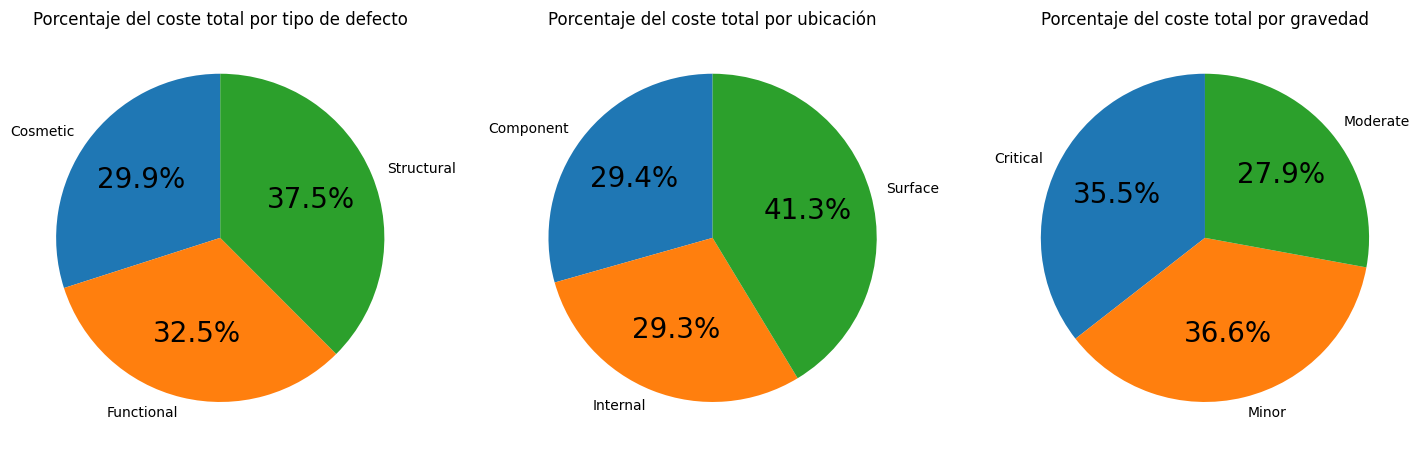 Porcentaje del coste total por tipo de defecto
Cosmetic
29.9%
Structural
37.5%
32.5%
Functional
Porcentaje del coste total por ubicación
Component
29.4%
Surface
41.3%
29.3%
Internal
Porcentaje del coste total por gravedad
Moderate
27.9%
Critical
35.5%
36.6%
Minor